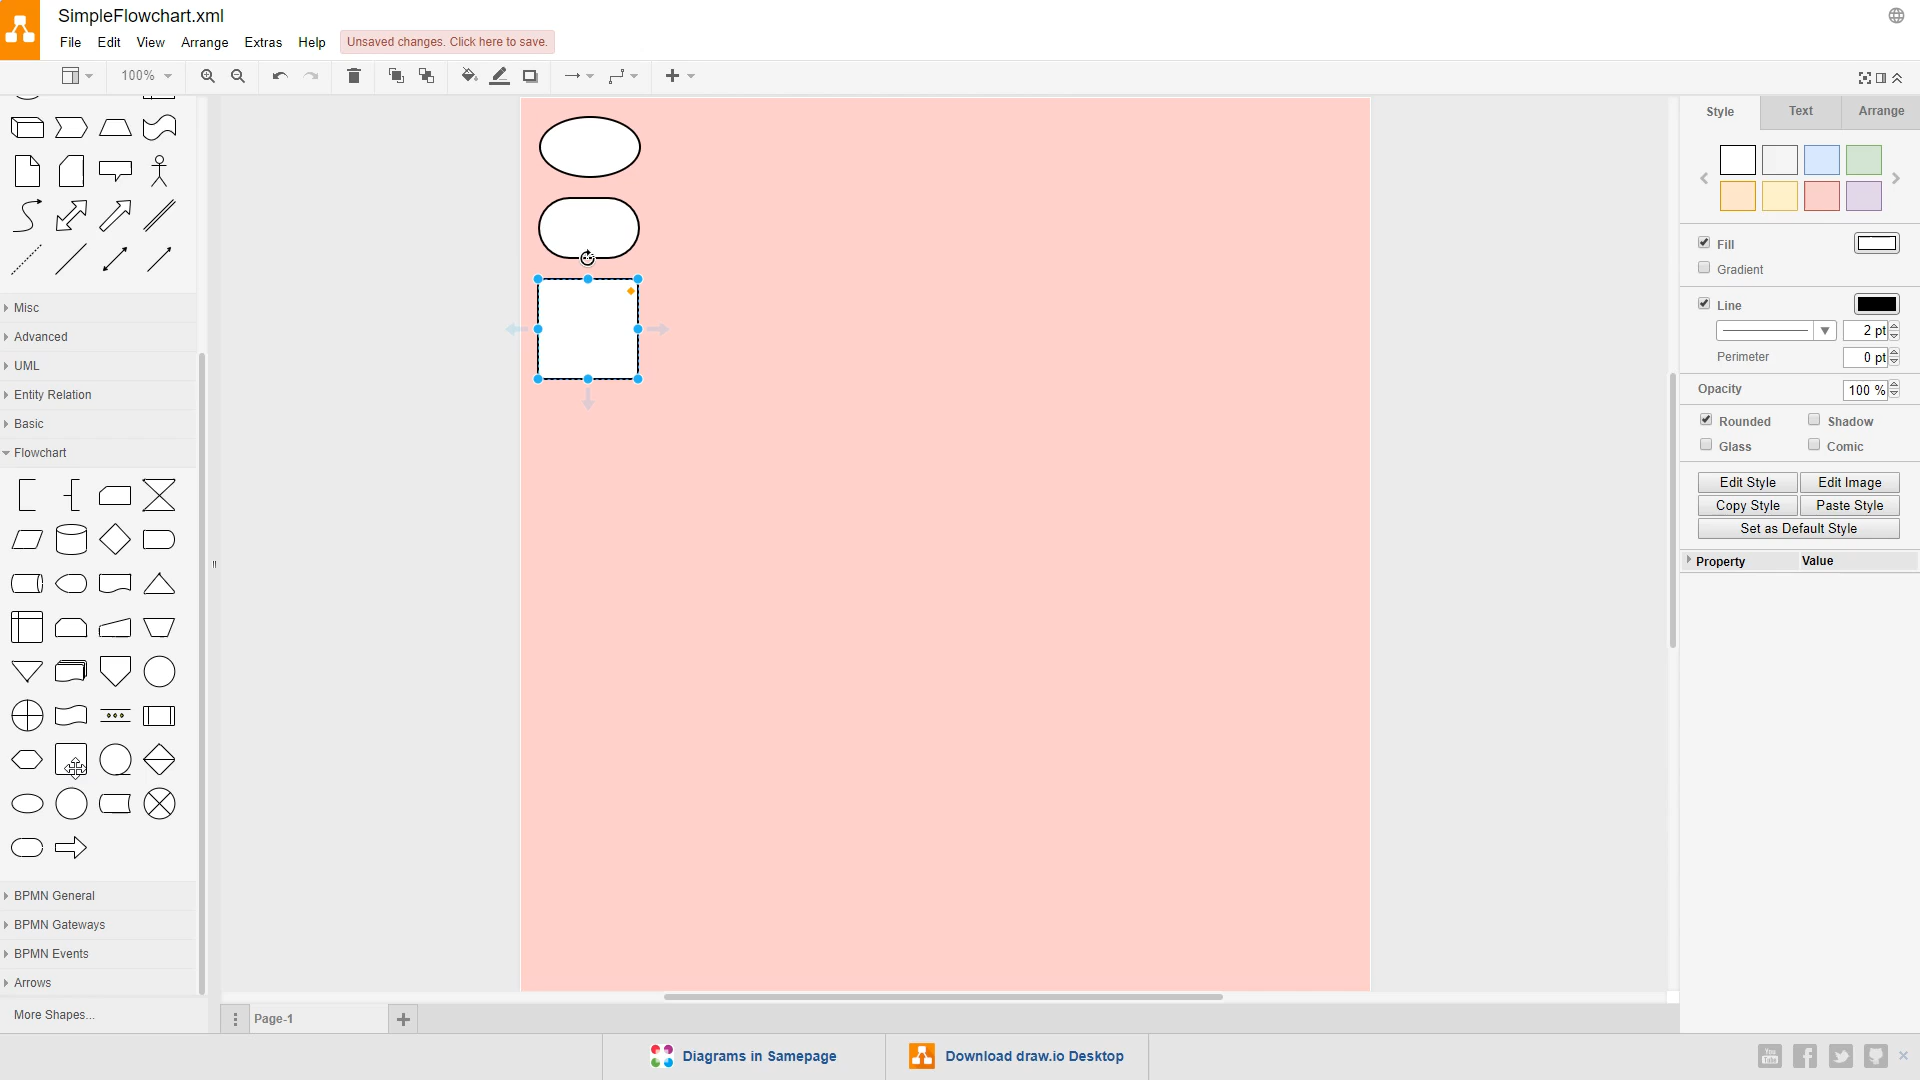 SimpleFlowchart.xml
File Edit View Arrange Extras Help Unsaved changes. Click here to save.
100%
Style Text Arrange
Fill
Gradient
Line
2 pt
Perimeter 0 pt
Opacity 100 %
Rounded Shadow
Glass Comic
Edit Style Edit Image
Copy Style Paste Style
Set as Default Style
Property Value
Misc
Advanced
UML
Entity Relation
Basic
Flowchart
BPMN General
BPMN Gateways
BPMN Events
Arrows
More Shapes...
Page-1
Diagrams in Samepage Download draw.io Desktop
You
Tube